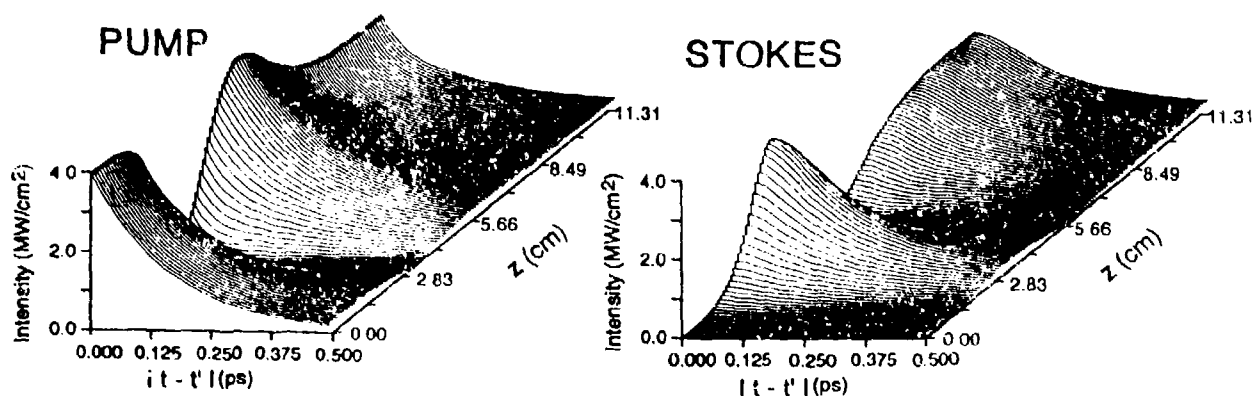 PUMP
Intensity (MW/cm²)
4.0
2.0
0.0
0.000 0.125 0.250 0.375 0.500
| t - t' | (ps)
0.00
2.83
5.66
8.49
11.31
z (cm)
STOKES
Intensity (MW/cm²)
4.0
2.0
0.0
0.000 0.125 0.250 0.375 0.500
| t - t' | (ps)
0.00
2.83
5.66
8.49
11.31
z (cm)